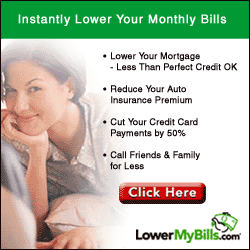 Instantly Lower Your Monthly Bills
• Lower Your Mortgage
- Less Than Perfect Credit OK
• Reduce Your Auto
Insurance Premium
• Cut Your Credit Card
Payments by 50%
• Call Friends & Family
for Less
Click Here
LowerMyBills.com